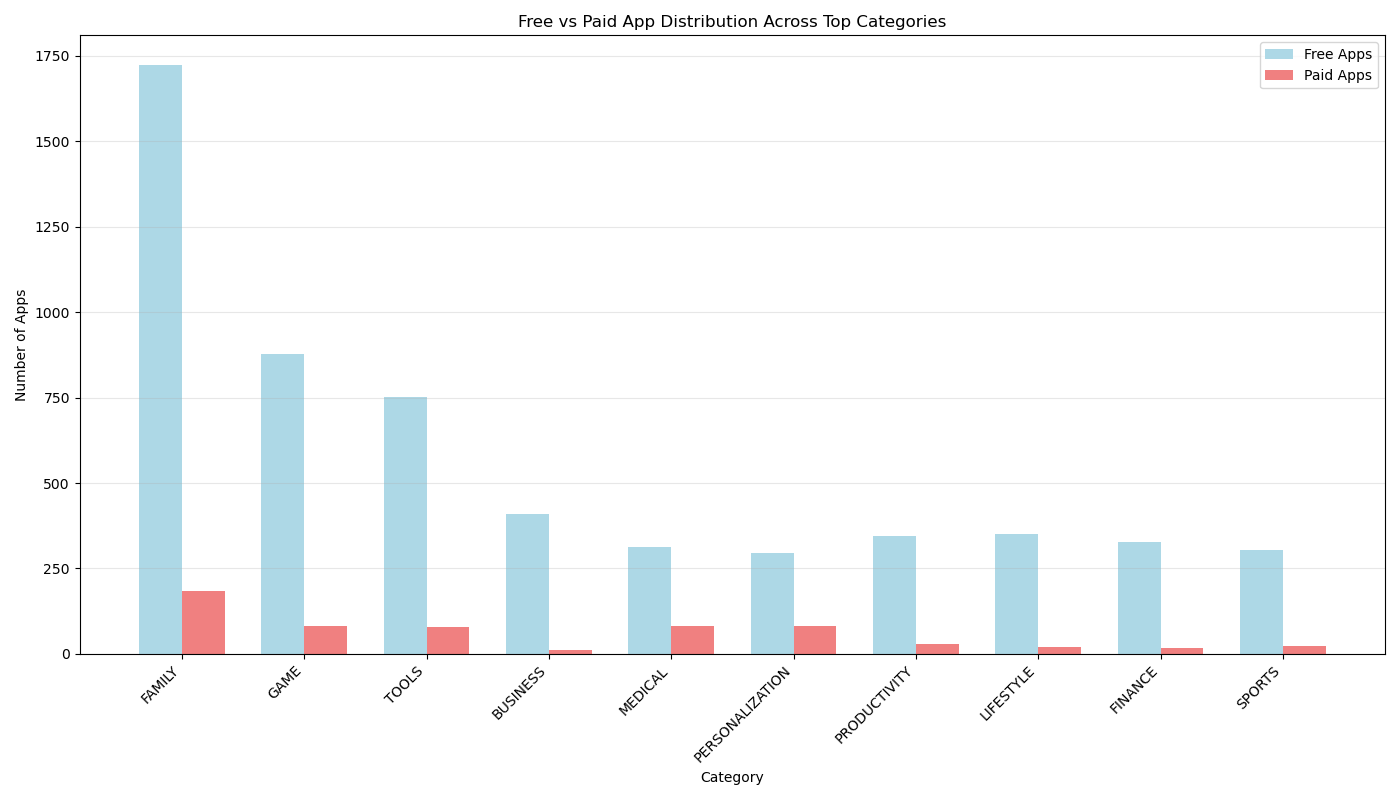 Free vs Paid App Distribution Across Top Categories
Free Apps
Paid Apps
Number of Apps
1750
1500
1250
1000
750
500
250
0
FAMILY
GAME
TOOLS
BUSINESS
MEDICAL
PERSONALIZATION
PRODUCTIVITY
LIFESTYLE
FINANCE
SPORTS
Category